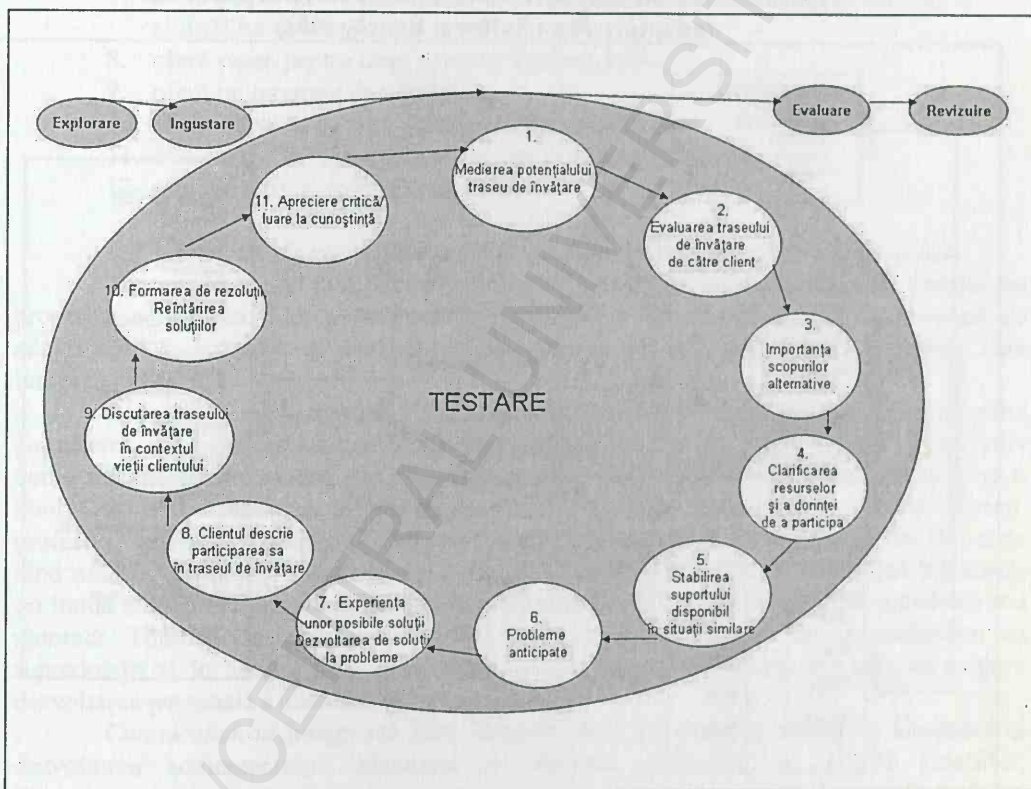 Explorare
Ingustare
Evaluare
Revizuire
1.
Medierea potențialului
traseu de învățare
2.
Evaluarea traseului
de învățare
de către client
3.
Importanța
scopurilor
alternative
4.
Clarificarea
resurselor
și a dorinței
de a participa
5.
Stabilirea
suportului
disponibil
în situații similare
6.
Probleme
anticipate
7. Experiența
unor posibile soluții
Dezvoltare de soluții
la probleme
8. Clientul descrie
participarea sa
în traseul de învățare
9. Discutarea traseului
de învățare
în contextul
vieții clientului
10. Formarea de rezoluții
Reîntărirea
soluțiilor
11. Apreciere critică/
luare la cunoștință
TESTARE
CENTRAL UNIVERSIT